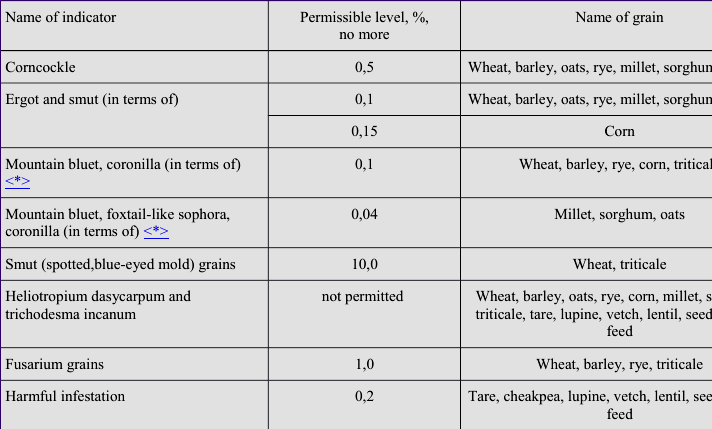 Name of indicator
Permissible level, %,
no more
Name of grain
Corncockle
0,5
Wheat, barley, oats, rye, millet, sorghum
Ergot and smut (in terms of)
0,1
Wheat, barley, oats, rye, millet, sorghum
0,15
Corn
Mountain bluet, coronilla (in terms of)
<*>
0,1
Wheat, barley, rye, corn, tritical
Mountain bluet, foxtail-like sophora,
coronilla (in terms of) <*>
0,04
Millet, sorghum, oats
Smut (spotted,blue-eyed mold) grains
10,0
Wheat, triticale
Heliotropium dasycarpum and
trichodesma incanum
not permitted
Wheat, barley, oats, rye, corn, millet, s
triticale, tare, lupine, vetch, lentil, seed
feed
Fusarium grains
1,0
Wheat, barley, rye, triticale
Harmful infestation
0,2
Tare, cheakpea, lupine, vetch, lentil, see
feed